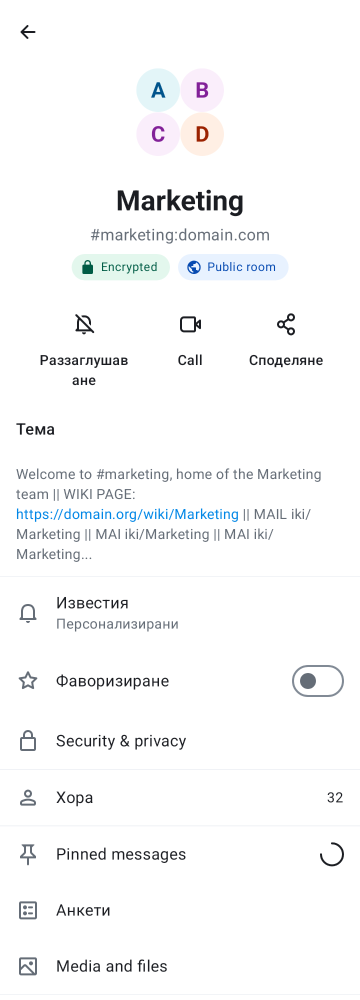 A B
C D
Marketing
#marketing:domain.com
Encrypted Public room
Раззаглушав
ане
Call
Споделяне
Тема
Welcome to #marketing, home of the Marketing
team || WIKI PAGE:
https://domain.org/wiki/Marketing || MAIL iki/
Marketing || MAI iki/Marketing || MAI iki/
Marketing...
Известия
Персонализирани
Фаворизиране
Security & privacy
Хора 32
Pinned messages
Анкети
Media and files